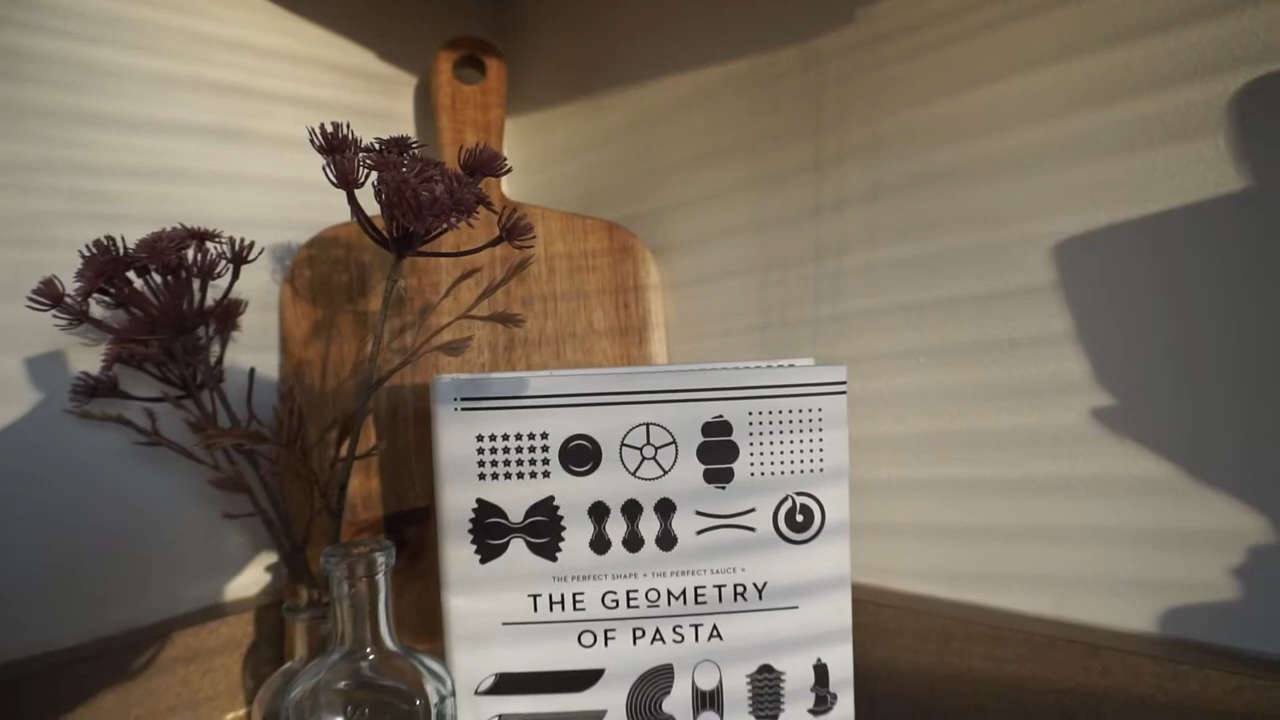 THE PERFECT SHAPE + THE PERFECT SAUCE =
THE GEOMETRY
OF PASTA